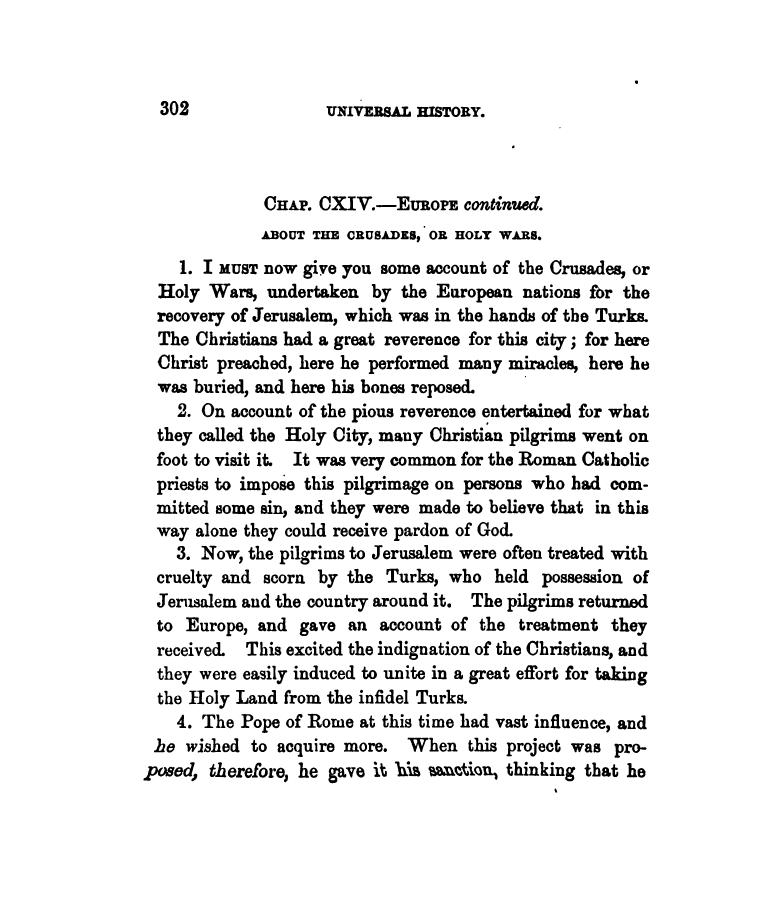 302 UNIVERSAL HISTORY.
CHAP. CXIV.—EUROPE continued.
ABOUT THE CRUSADES, OR HOLY WARS.
1. I MUST now give you some account of the Crusades, or
Holy Wars, undertaken by the European nations for the
recovery of Jerusalem, which was in the hands of the Turks.
The Christians had a great reverence for this city; for here
Christ preached, here he performed many miracles, here he
was buried, and here his bones reposed.
2. On account of the pious reverence entertained for what
they called the Holy City, many Christian pilgrims went on
foot to visit it. It was very common for the Roman Catholic
priests to impose this pilgrimage on persons who had com-
mitted some sin, and they were made to believe that in this
way alone they could receive pardon of God.
3. Now, the pilgrims to Jerusalem were often treated with
cruelty and scorn by the Turks, who held possession of
Jerusalem and the country around it. The pilgrims returned
to Europe, and gave an account of the treatment they
received. This excited the indignation of the Christians, and
they were easily induced to unite in a great effort for taking
the Holy Land from the infidel Turks.
4. The Pope of Rome at this time had vast influence, and
he wished to acquire more. When this project was pro-
posed, therefore, he gave it his sanction, thinking that he